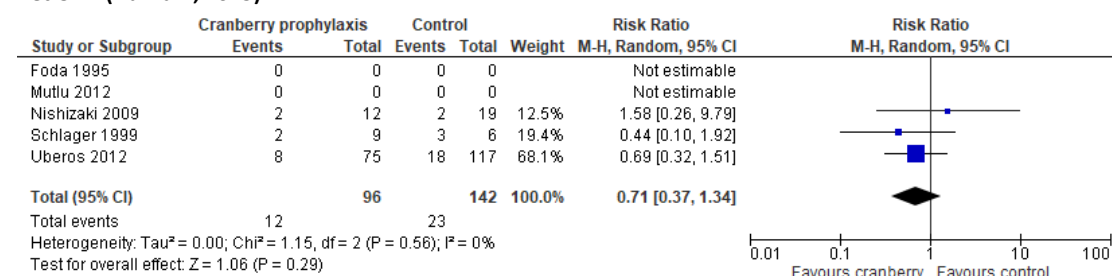 Cranberry prophylaxis Control Risk Ratio Risk Ratio
Study or Subgroup Events Total Events Total Weight M-H, Random, 95% CI M-H, Random, 95% CI
Foda 1995 0 0 0 0 Not estimable
Mutlu 2012 0 0 0 0 Not estimable
Nishizaki 2009 2 12 2 19 12.5% 1.58 [0.26, 9.79]
Schlager 1999 2 9 3 6 19.4% 0.44 [0.10, 1.92]
Uberos 2012 8 75 18 117 68.1% 0.69 [0.32, 1.51]
Total (95% CI) 96 142 100.0% 0.71 [0.37, 1.34]
Total events 12 23
Heterogeneity: Tau² = 0.00; Chi² = 1.15, df = 2 (P = 0.56); I² = 0%
Test for overall effect: Z = 1.06 (P = 0.29)
0.01 0.1 1 10 100
Favours cranberry Favours control